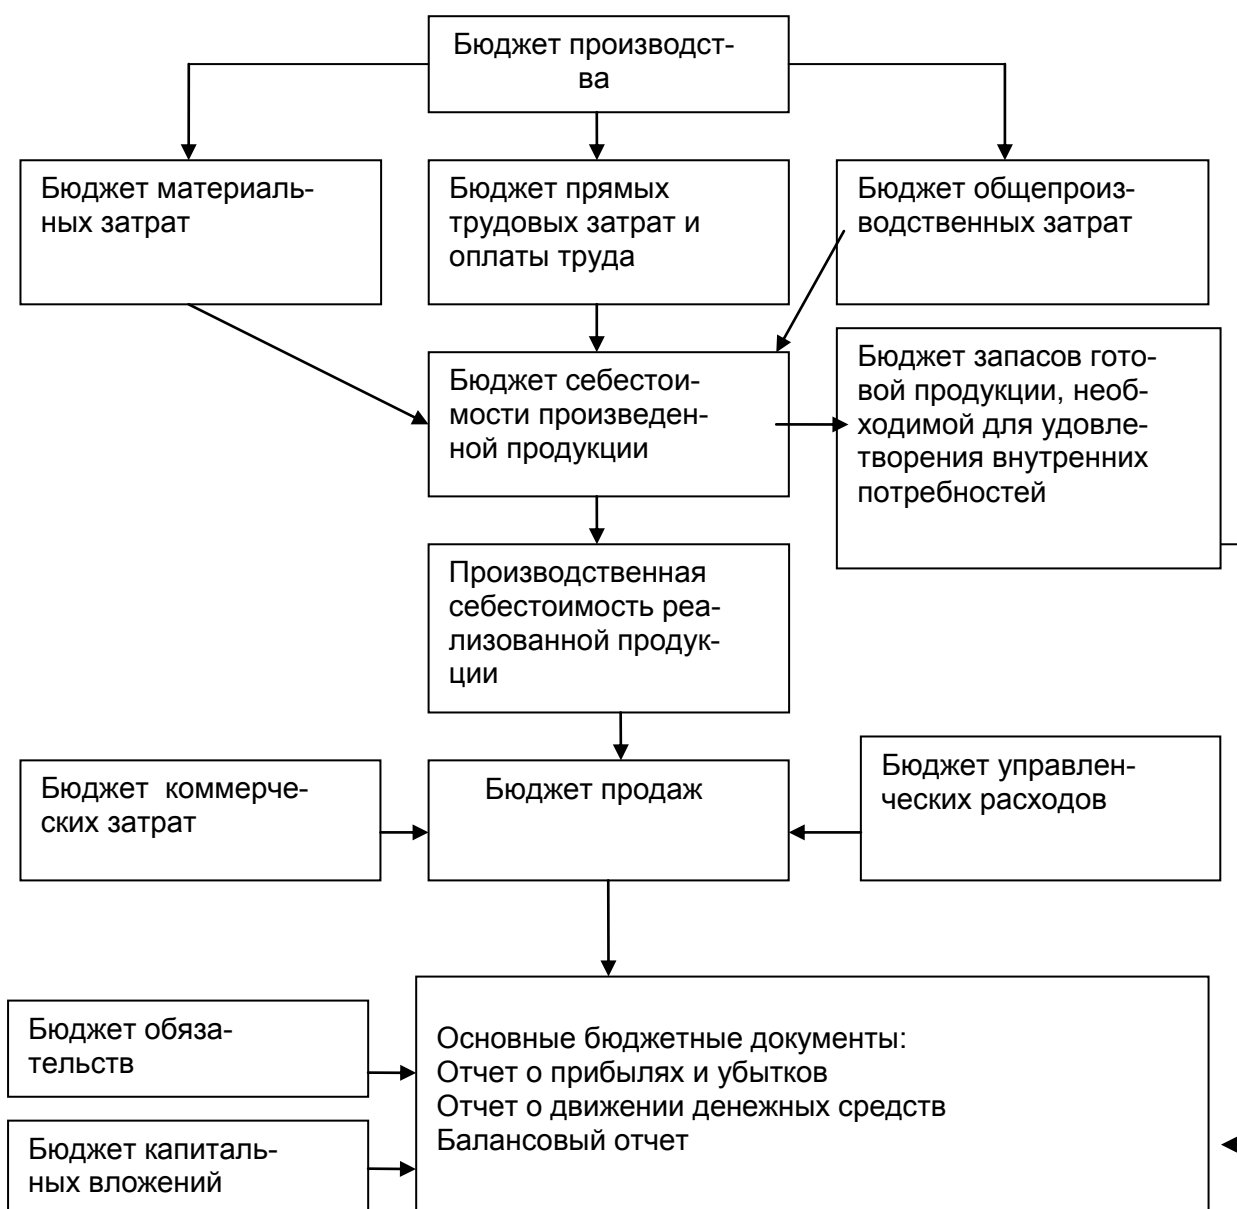 Бюджет производст-
ва
Бюджет материаль-
ных затрат
Бюджет прямых
трудовых затрат и
оплаты труда
Бюджет общепроиз-
водственных затрат
Бюджет себестои-
мости произведен-
ной продукции
Бюджет запасов гото-
вой продукции, необ-
ходимой для удовле-
творения внутренних
потребностей
Производственная
себестоимость реа-
лизованной продук-
ции
Бюджет коммерче-
ских затрат
Бюджет продаж
Бюджет управлен-
ческих расходов
Бюджет обяза-
тельств
Бюджет капиталь-
ных вложений
Основные бюджетные документы:
Отчет о прибылях и убытков
Отчет о движении денежных средств
Балансовый отчет